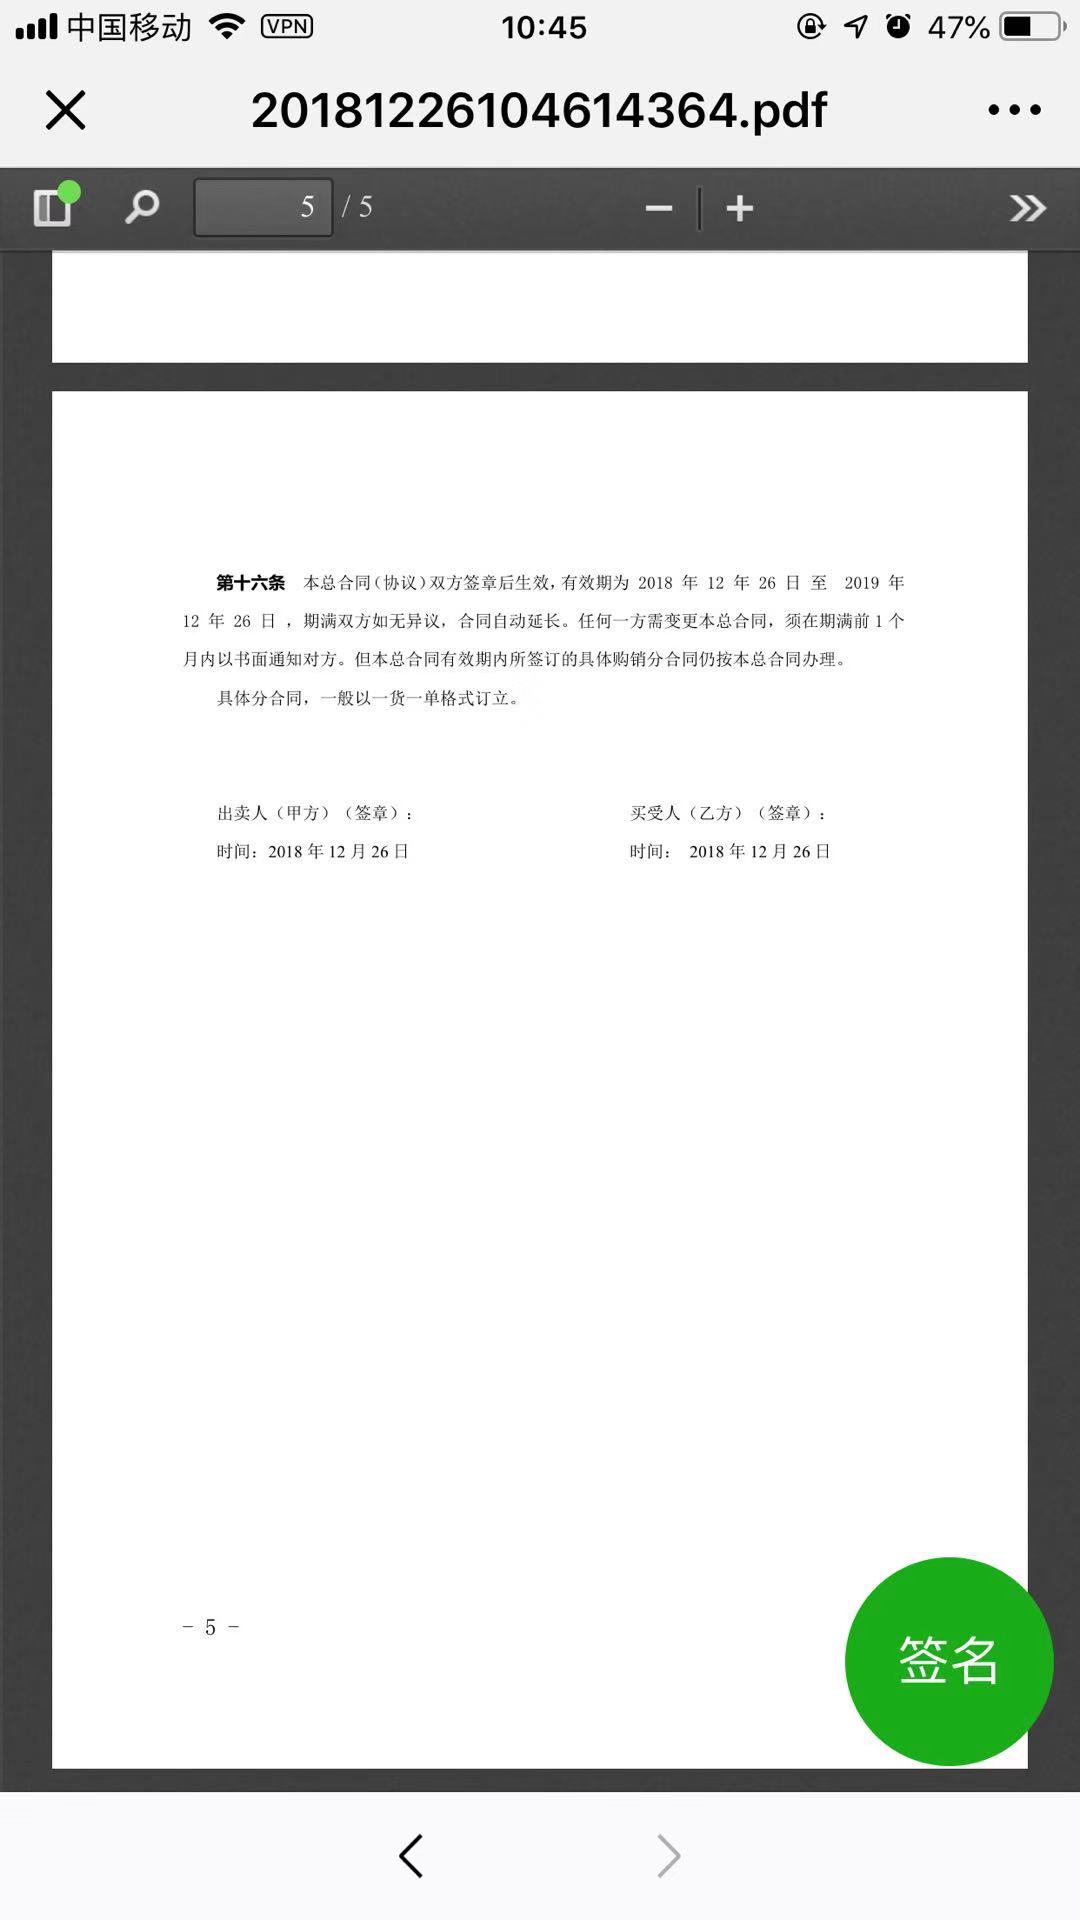 中国移动 VPN 10:45 47%
20181226104614364.pdf
5 / 5
第十六条 本总合同（协议）双方签章后生效，有效期为 2018 年 12 年 26 日 至 2019 年
12 年 26 日 ，期满双方如无异议，合同自动延长。任何一方需变更本总合同，须在期满前 1 个
月内以书面通知对方。但本总合同有效期内所签订的具体购销分合同仍按本总合同办理。
具体分合同，一般以一货一单格式订立。
出卖人（甲方）（签章）： 买受人（乙方）（签章）：
时间：2018 年 12 月 26 日 时间： 2018 年 12 月 26 日
- 5 -
签名